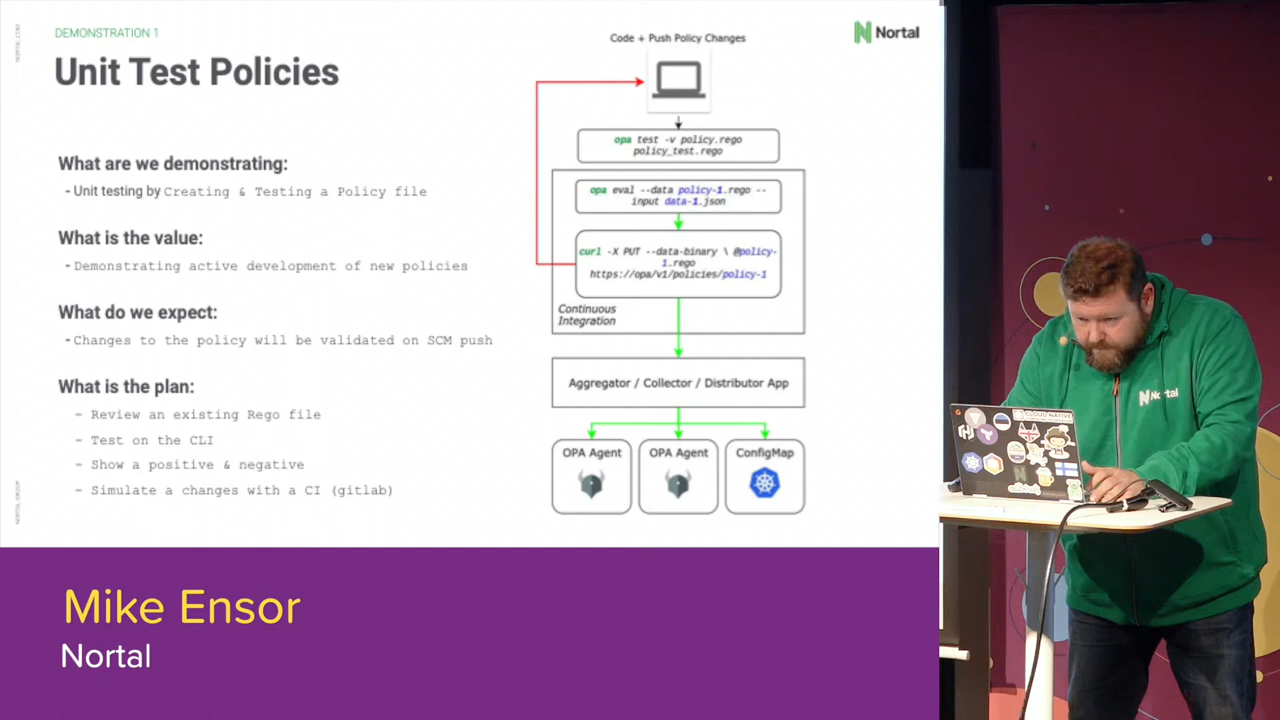 DEMONSTRATION 1
Unit Test Policies
What are we demonstrating:
- Unit testing by Creating & Testing a Policy file
What is the value:
- Demonstrating active development of new policies
What do we expect:
- Changes to the policy will be validated on SCM push
What is the plan:
- Review an existing Rego file
- Test on the CLI
- Show a positive & negative
- Simulate a changes with a CI (gitlab)
Nortal
Code + Push Policy Changes
opa test -v policy.rego
policy_test.rego
opa eval --data policy-1.rego --
input data-1.json
curl -X PUT --data-binary \ @policy-
1.rego
https://opa/v1/policies/policy-1
Continuous
Integration
Aggregator / Collector / Distributor App
OPA Agent
OPA Agent
ConfigMap
Mike Ensor
Nortal
Nortal
CLOUD NATIVE